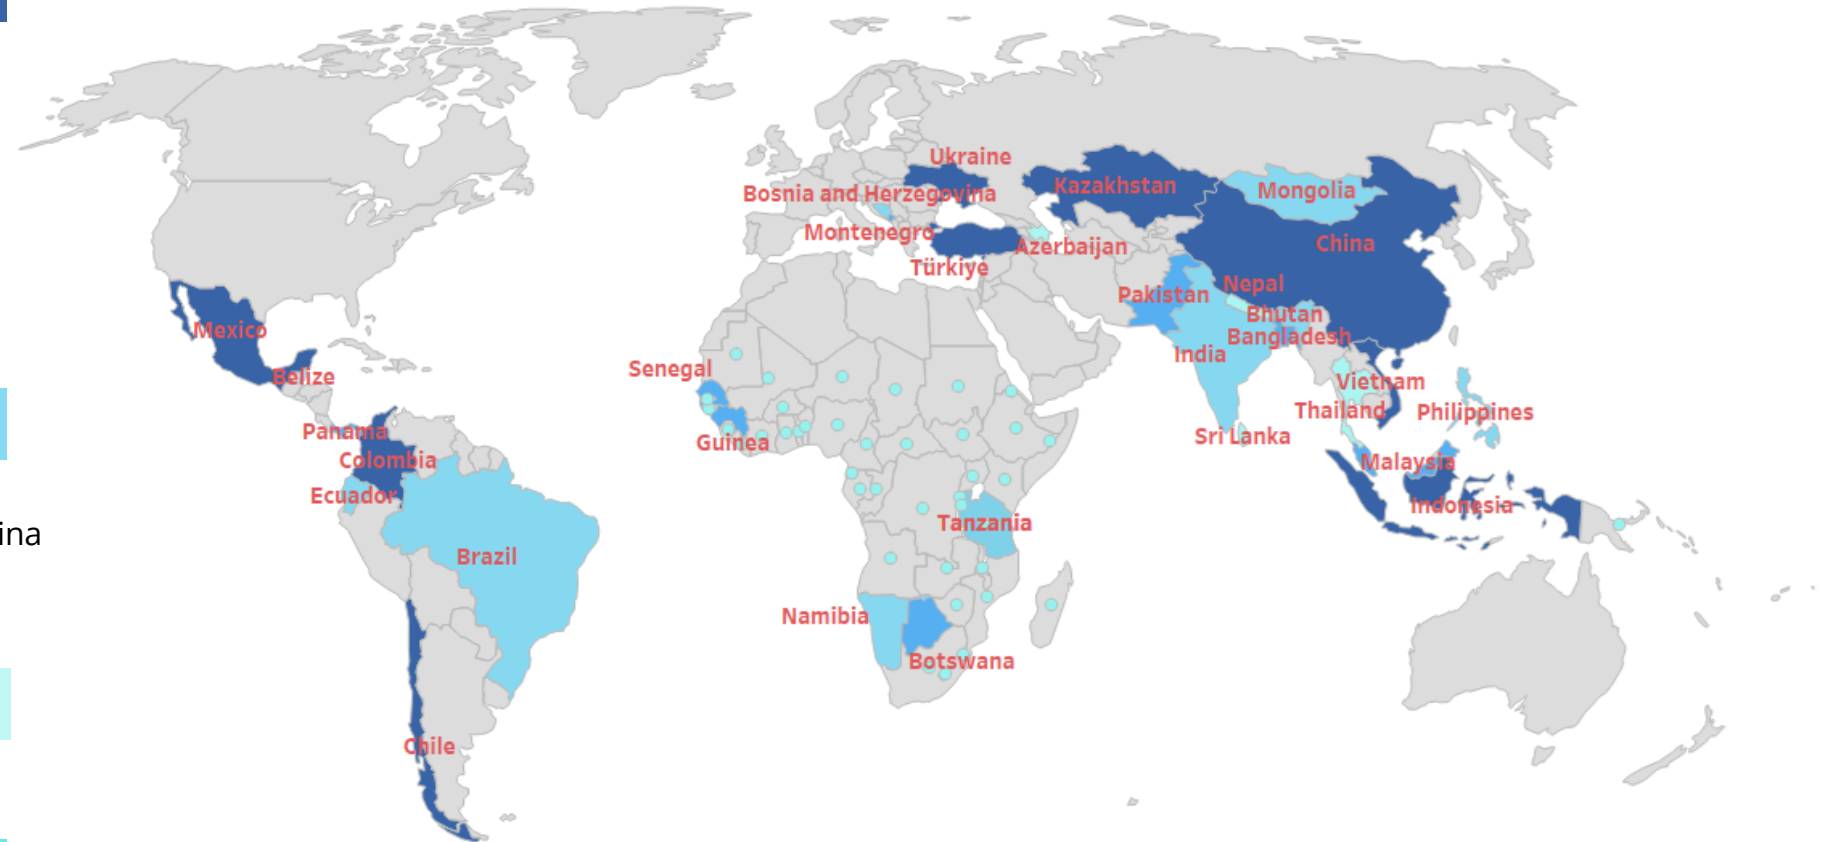 Ukraine
Kazakhstan
Mongolia
Bosnia and Herzegovina
Montenegro
Azerbaijan
China
Türkiye
Nepal
Pakistan
Bhutan
Bangladesh
Mexico
India
Senegal
Belize
Vietnam
Thailand
Philippines
Panama
Guinea
Sri Lanka
Colombia
Malaysia
Ecuador
Indonesia
Tanzania
ina
Brazil
Namibia
Botswana
Chile